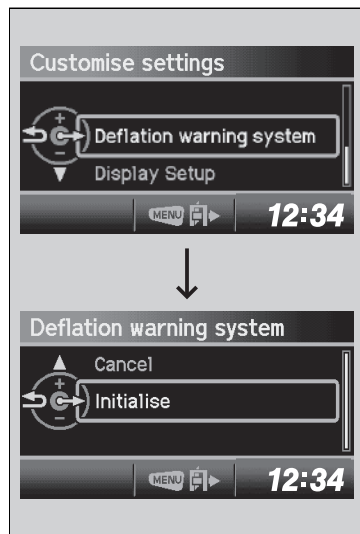 Customise settings
+
Deflation warning system
−
Display Setup
MENU
12:34
Deflation warning system
Cancel
+
Initialise
−
MENU
12:34